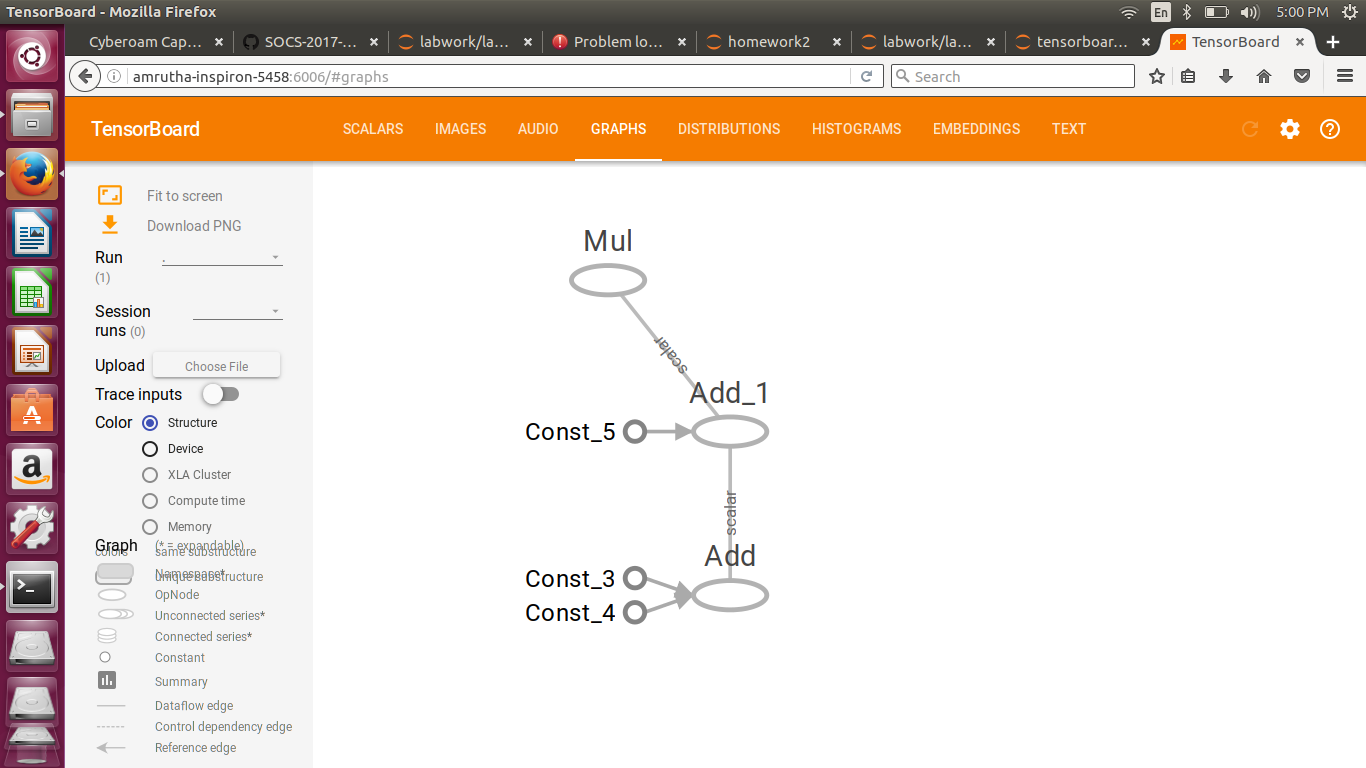 TensorBoard - Mozilla Firefox
En
5:00 PM
Cyberoam Cap...
SOCS-2017-...
labwork/la...
Problem lo...
homework2
labwork/la...
tensorboar...
TensorBoard
amrutha-inspiron-5458:6006/#graphs
Search
TensorBoard
SCALARS
IMAGES
AUDIO
GRAPHS
DISTRIBUTIONS
HISTOGRAMS
EMBEDDINGS
TEXT
Fit to screen
Download PNG
Run
(1)
.
Session
runs (0)
Upload
Choose File
Trace inputs
Color
Structure
Device
XLA Cluster
Compute time
Memory
Graph
(* = expandable)
colors
same substructure
Namespace*
unique substructure
OpNode
Unconnected series*
Connected series*
Constant
Summary
Dataflow edge
Control dependency edge
Reference edge
Mul
scalar
Add_1
Const_5
scalar
Add
Const_3
Const_4